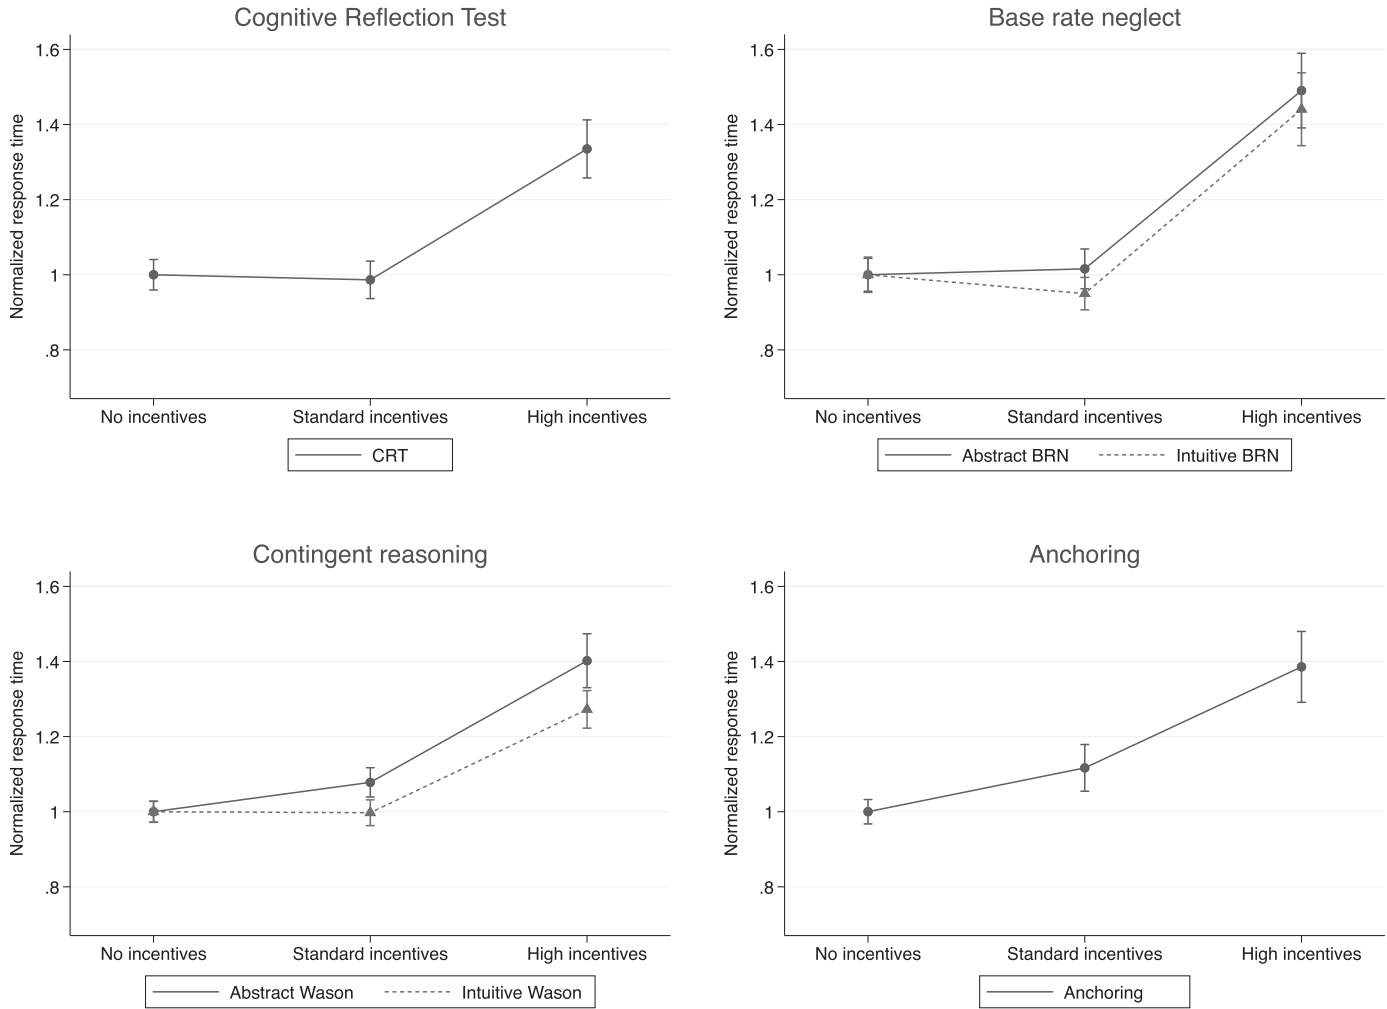 Cognitive Reflection Test
Normalized response time
1.6
1.4
1.2
1
.8
No incentives Standard incentives High incentives
CRT
Base rate neglect
Normalized response time
1.6
1.4
1.2
1
.8
No incentives Standard incentives High incentives
Abstract BRN Intuitive BRN
Contingent reasoning
Normalized response time
1.6
1.4
1.2
1
.8
No incentives Standard incentives High incentives
Abstract Wason Intuitive Wason
Anchoring
Normalized response time
1.6
1.4
1.2
1
.8
No incentives Standard incentives High incentives
Anchoring